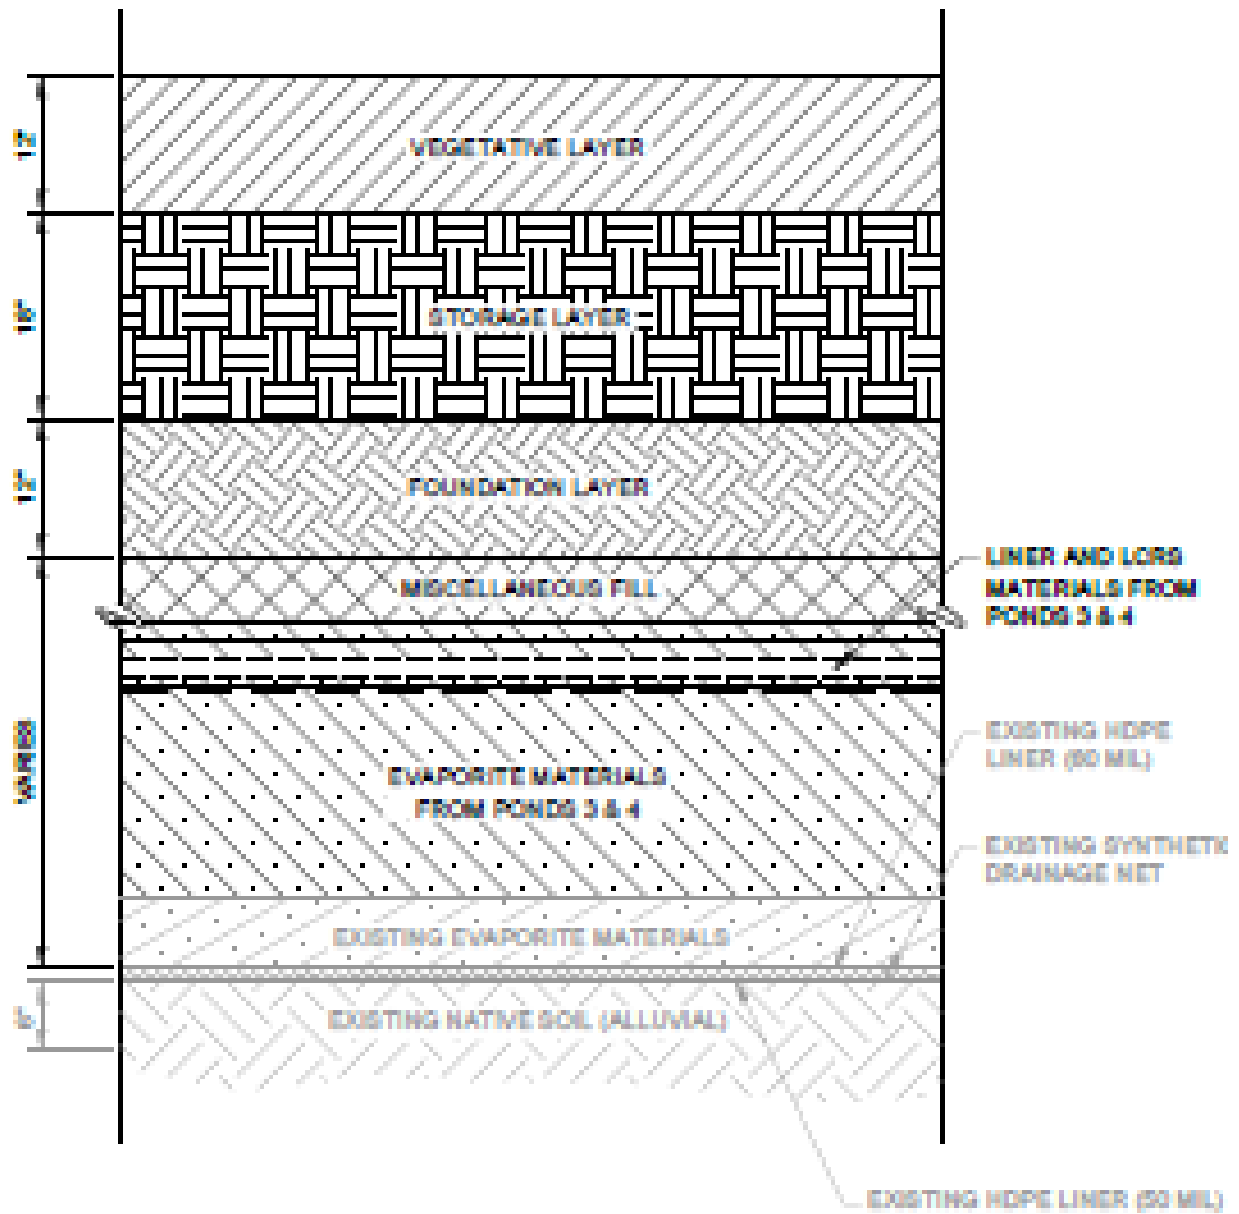 12"
VEGETATIVE LAYER
18"
STORAGE LAYER
12"
FOUNDATION LAYER
MISCELLANEOUS FILL
LINER AND LCRS
MATERIALS FROM
PONDS 3 & 4
VARIES
EVAPORITE MATERIALS
FROM PONDS 3 & 4
EXISTING HDPE
LINER (60 MIL)
EXISTING SYNTHETIC
DRAINAGE NET
EXISTING EVAPORITE MATERIALS
6"
EXISTING NATIVE SOIL (ALLUVIAL)
EXISTING HDPE LINER (50 MIL)